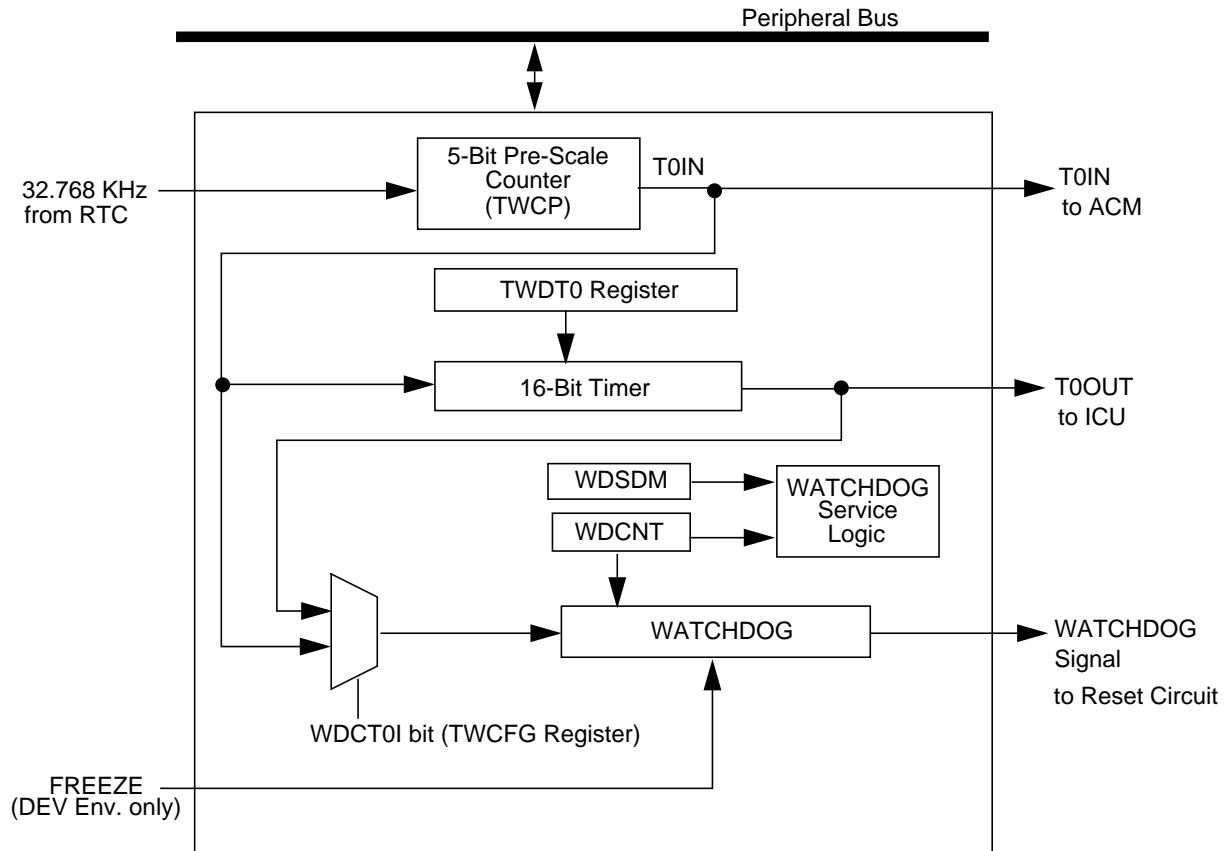 Peripheral Bus
5-Bit Pre-Scale
Counter
(TWCP)
T0IN
32.768 KHz
from RTC
T0IN
to ACM
TWDT0 Register
16-Bit Timer
T0OUT
to ICU
WDSDM
WATCHDOG
Service
Logic
WDCNT
WATCHDOG
WATCHDOG
Signal
to Reset Circuit
WDCT0I bit (TWCFG Register)
FREEZE
(DEV Env. only)